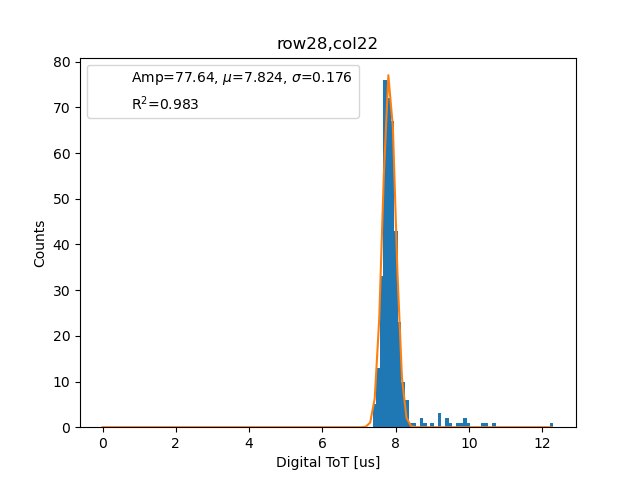 row28,col22
Amp=77.64, μ=7.824, σ=0.176
R²=0.983
80
70
60
50
40
30
20
10
0
Counts
0 2 4 6 8 10 12
Digital ToT [us]